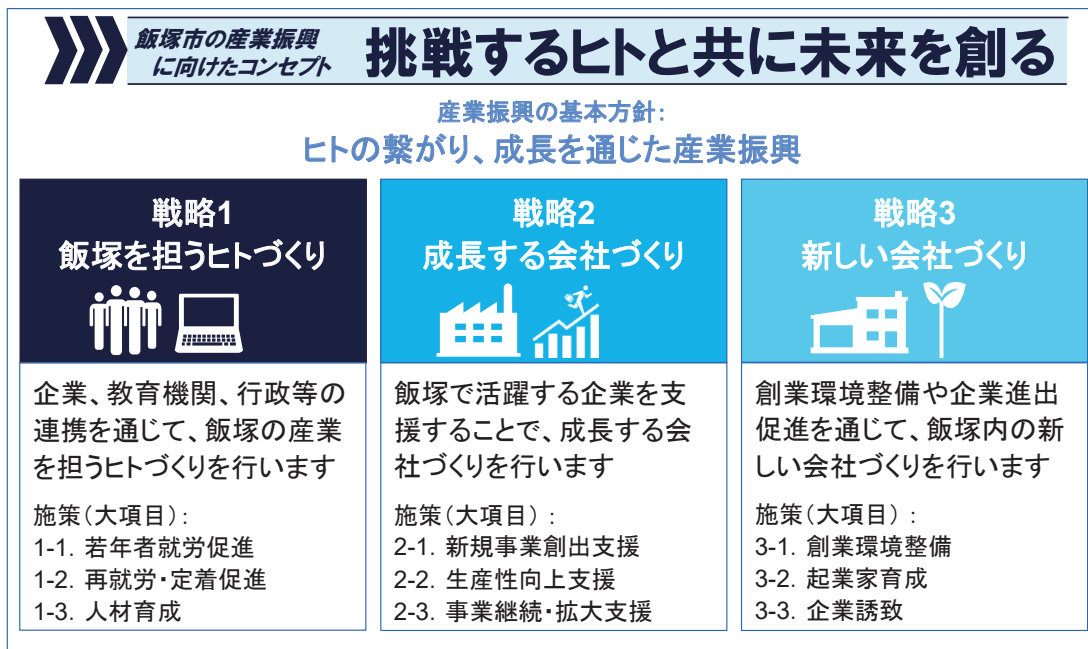 飯塚市の産業振興
に向けたコンセプト
挑戦するヒトと共に未来を創る
産業振興の基本方針:
ヒトの繋がり、成長を通じた産業振興
戦略1
飯塚を担うヒトづくり
企業、教育機関、行政等の
連携を通じて、飯塚の産業
を担うヒトづくりを行います
施策(大項目):
1-1. 若年者就労促進
1-2. 再就労・定着促進
1-3. 人材育成
戦略2
成長する会社づくり
飯塚で活躍する企業を支
援することで、成長する会
社づくりを行います
施策(大項目):
2-1. 新規事業創出支援
2-2. 生産性向上支援
2-3. 事業継続・拡大支援
戦略3
新しい会社づくり
創業環境整備や企業進出
促進を通じて、飯塚内の新
しい会社づくりを行います
施策(大項目):
3-1. 創業環境整備
3-2. 起業家育成
3-3. 企業誘致